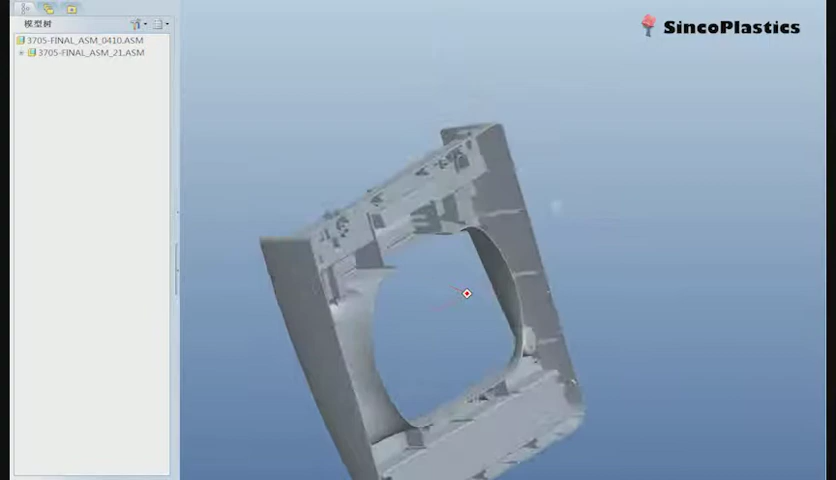 SincoPlastics
模型树
3705-FINAL_ASM_0410.ASM
3705-FINAL_ASM_21.ASM